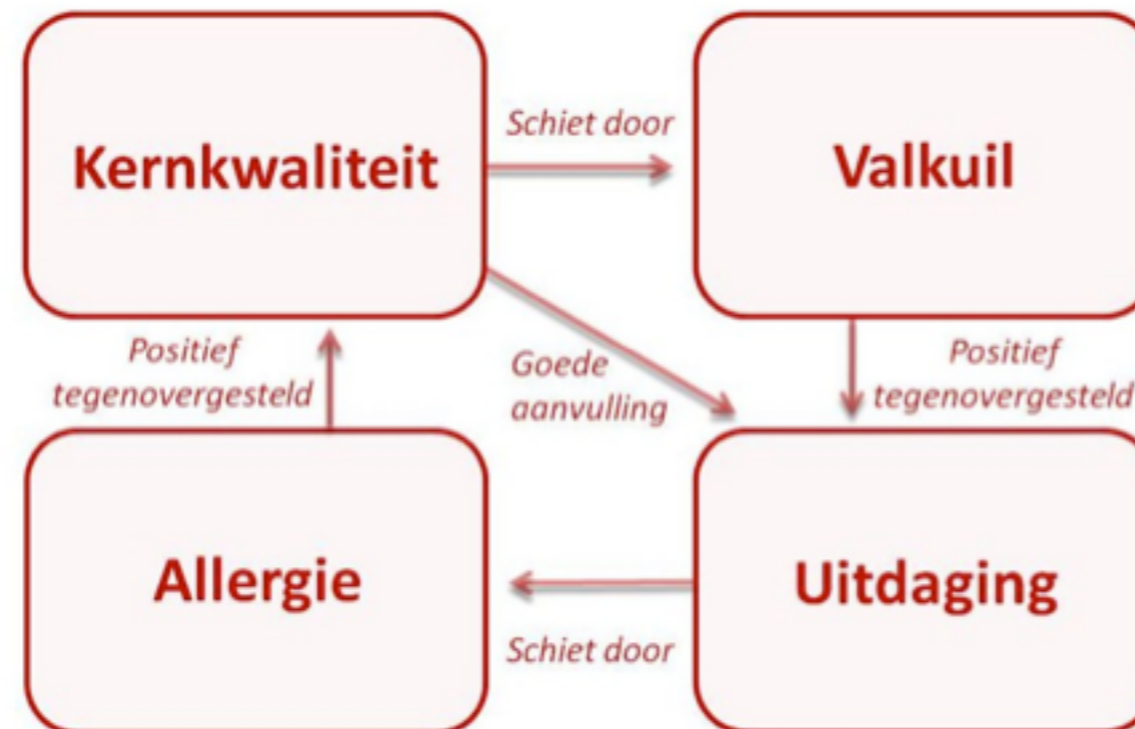 Kernkwaliteit
Schiet door
Valkuil
Positief
tegenovergesteld
Goede
aanvulling
Positief
tegenovergesteld
Allergie
Schiet door
Uitdaging